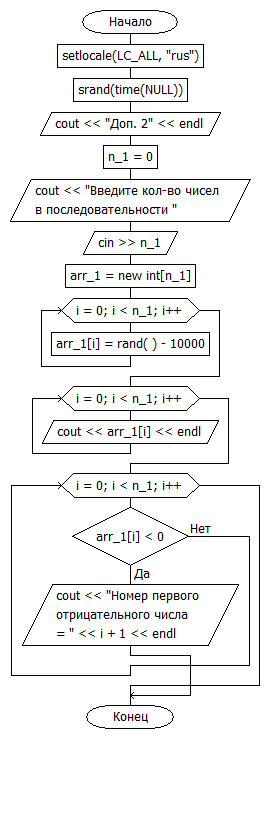 Начало
setlocale(LC_ALL, "rus")
srand(time(NULL))
cout << "Доп. 2" << endl
n_1 = 0
cout << "Введите кол-во чисел
в последовательности "
cin >> n_1
arr_1 = new int[n_1]
i = 0; i < n_1; i++
arr_1[i] = rand( ) - 10000
i = 0; i < n_1; i++
cout << arr_1[i] << endl
i = 0; i < n_1; i++
arr_1[i] < 0
Нет
Да
cout << "Номер первого
отрицательного числа
= " << i + 1 << endl
Конец